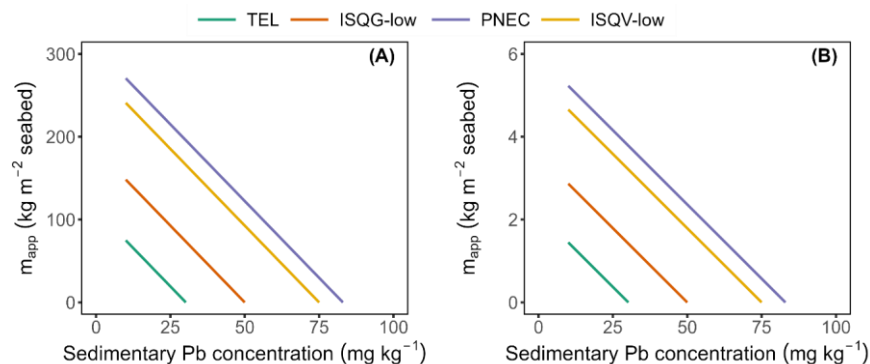 TEL ISQG-low PNEC ISQV-low
(A)
m_app (kg m⁻² seabed)
300
200
100
0
0 25 50 75 100
Sedimentary Pb concentration (mg kg⁻¹)
(B)
m_app (kg m⁻² seabed)
6
4
2
0
0 25 50 75 100
Sedimentary Pb concentration (mg kg⁻¹)